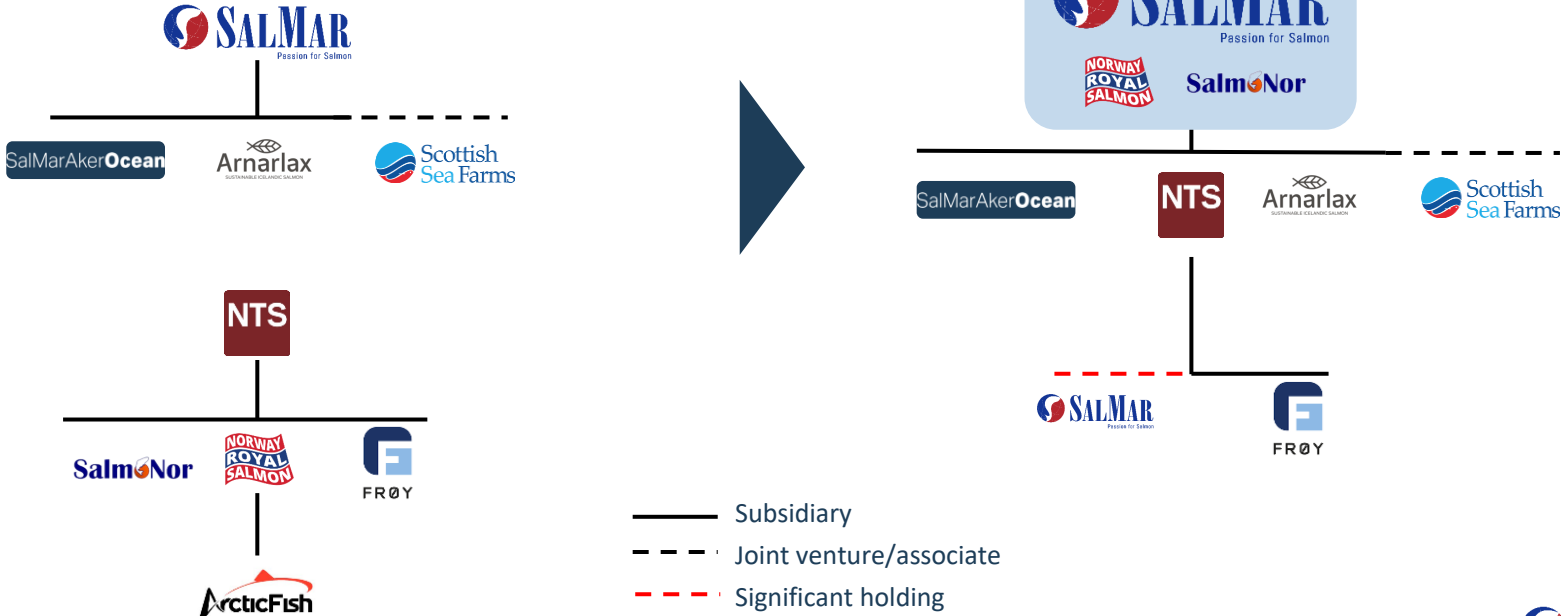 SALMAR
Passion for Salmon
SalMarAkerOcean
Arnarlax
SUSTAINABLE ICELANDIC SALMON
Scottish
Sea Farms
NTS
SalmoNor
NORWAY
ROYAL
SALMON
FRØY
ArcticFish
SALMAR
Passion for Salmon
NORWAY
ROYAL
SALMON
SalmoNor
SalMarAkerOcean
NTS
Arnarlax
SUSTAINABLE ICELANDIC SALMON
Scottish
Sea Farms
SALMAR
Passion for Salmon
FRØY
Subsidiary
Joint venture/associate
Significant holding